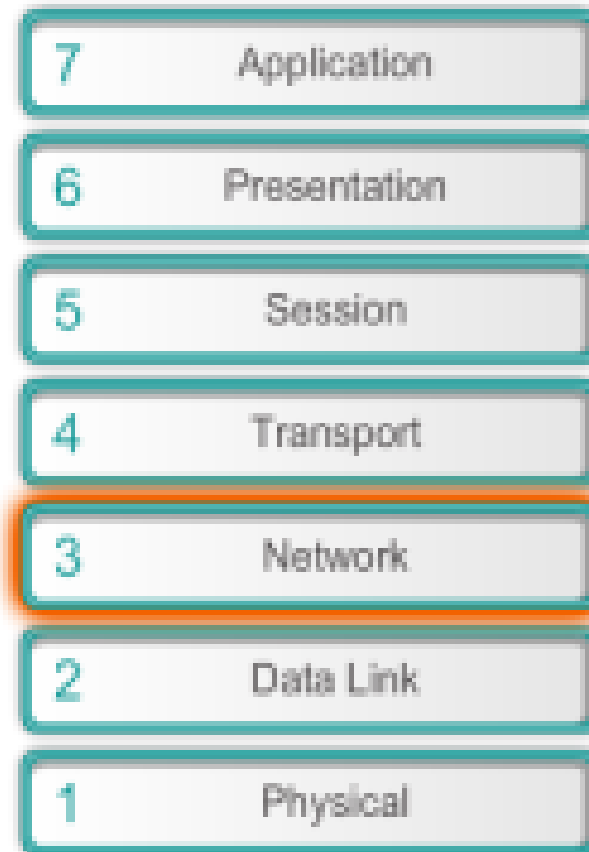 7 Application
6 Presentation
5 Session
4 Transport
3 Network
2 Data Link
1 Physical